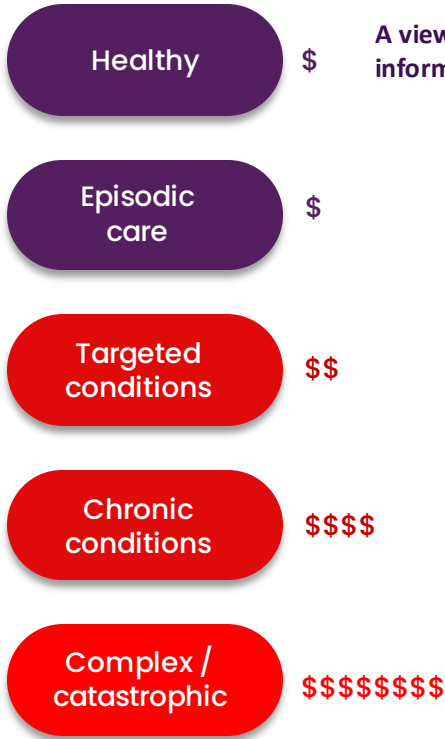 Healthy
$
A view
inform
Episodic
care
$
Targeted
conditions
$$
Chronic
conditions
$$$$
Complex /
catastrophic
$$$$$$$$